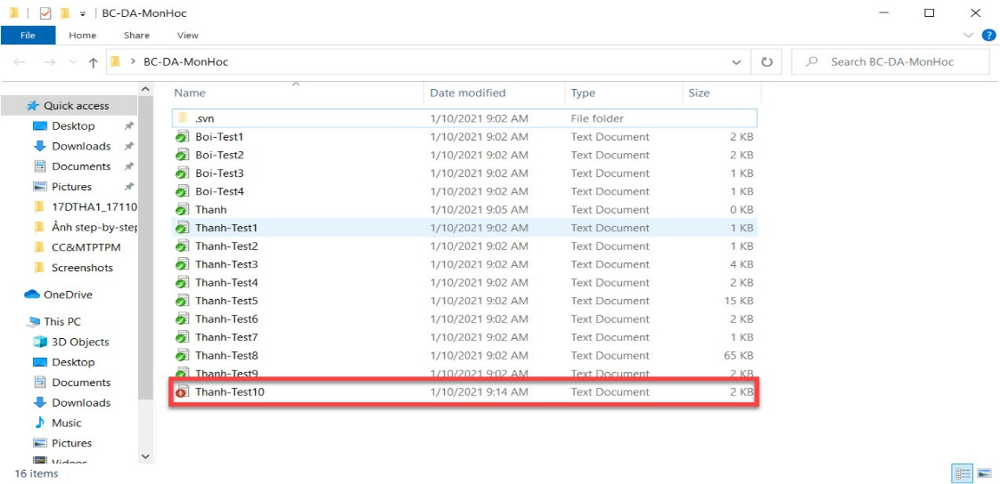 BC-DA-MonHoc
File Home Share View
BC-DA-MonHoc
Search BC-DA-MonHoc
Name Date modified Type Size
Quick access
Desktop
Downloads
Documents
Pictures
17DTHA1_17110
Ảnh step-by-step
CC&MTPTPM
Screenshots
OneDrive
This PC
3D Objects
Desktop
Documents
Downloads
Music
Pictures
Videos
.svn 1/10/2021 9:02 AM File folder
Boi-Test1 1/10/2021 9:02 AM Text Document 2 KB
Boi-Test2 1/10/2021 9:02 AM Text Document 2 KB
Boi-Test3 1/10/2021 9:02 AM Text Document 1 KB
Boi-Test4 1/10/2021 9:02 AM Text Document 1 KB
Thanh 1/10/2021 9:05 AM Text Document 0 KB
Thanh-Test1 1/10/2021 9:02 AM Text Document 1 KB
Thanh-Test2 1/10/2021 9:02 AM Text Document 1 KB
Thanh-Test3 1/10/2021 9:02 AM Text Document 4 KB
Thanh-Test4 1/10/2021 9:02 AM Text Document 2 KB
Thanh-Test5 1/10/2021 9:02 AM Text Document 15 KB
Thanh-Test6 1/10/2021 9:02 AM Text Document 2 KB
Thanh-Test7 1/10/2021 9:02 AM Text Document 1 KB
Thanh-Test8 1/10/2021 9:02 AM Text Document 65 KB
Thanh-Test9 1/10/2021 9:02 AM Text Document 2 KB
Thanh-Test10 1/10/2021 9:14 AM Text Document 2 KB
16 items